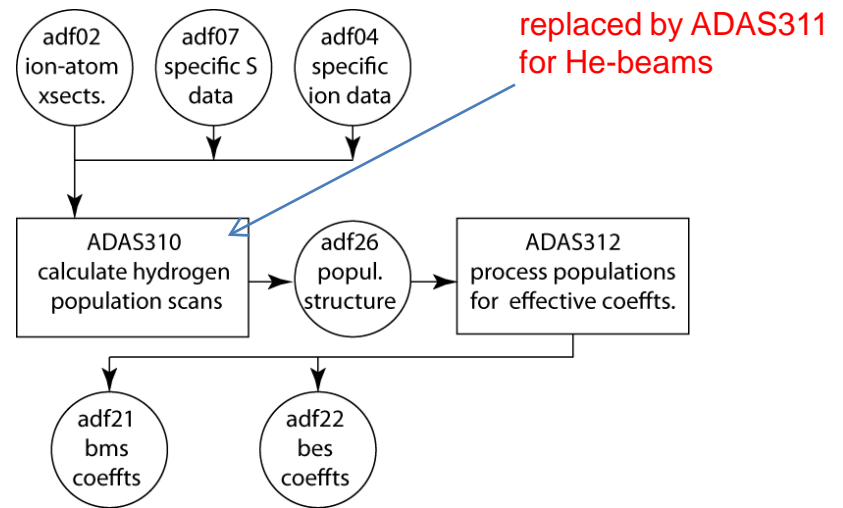 adf02
ion-atom
xsects.
adf07
specific S
data
adf04
specific
ion data
replaced by ADAS311
for He-beams
ADAS310
calculate hydrogen
population scans
adf26
popul.
structure
ADAS312
process populations
for effective coeffts.
adf21
bms
coeffts
adf22
bes
coeffts